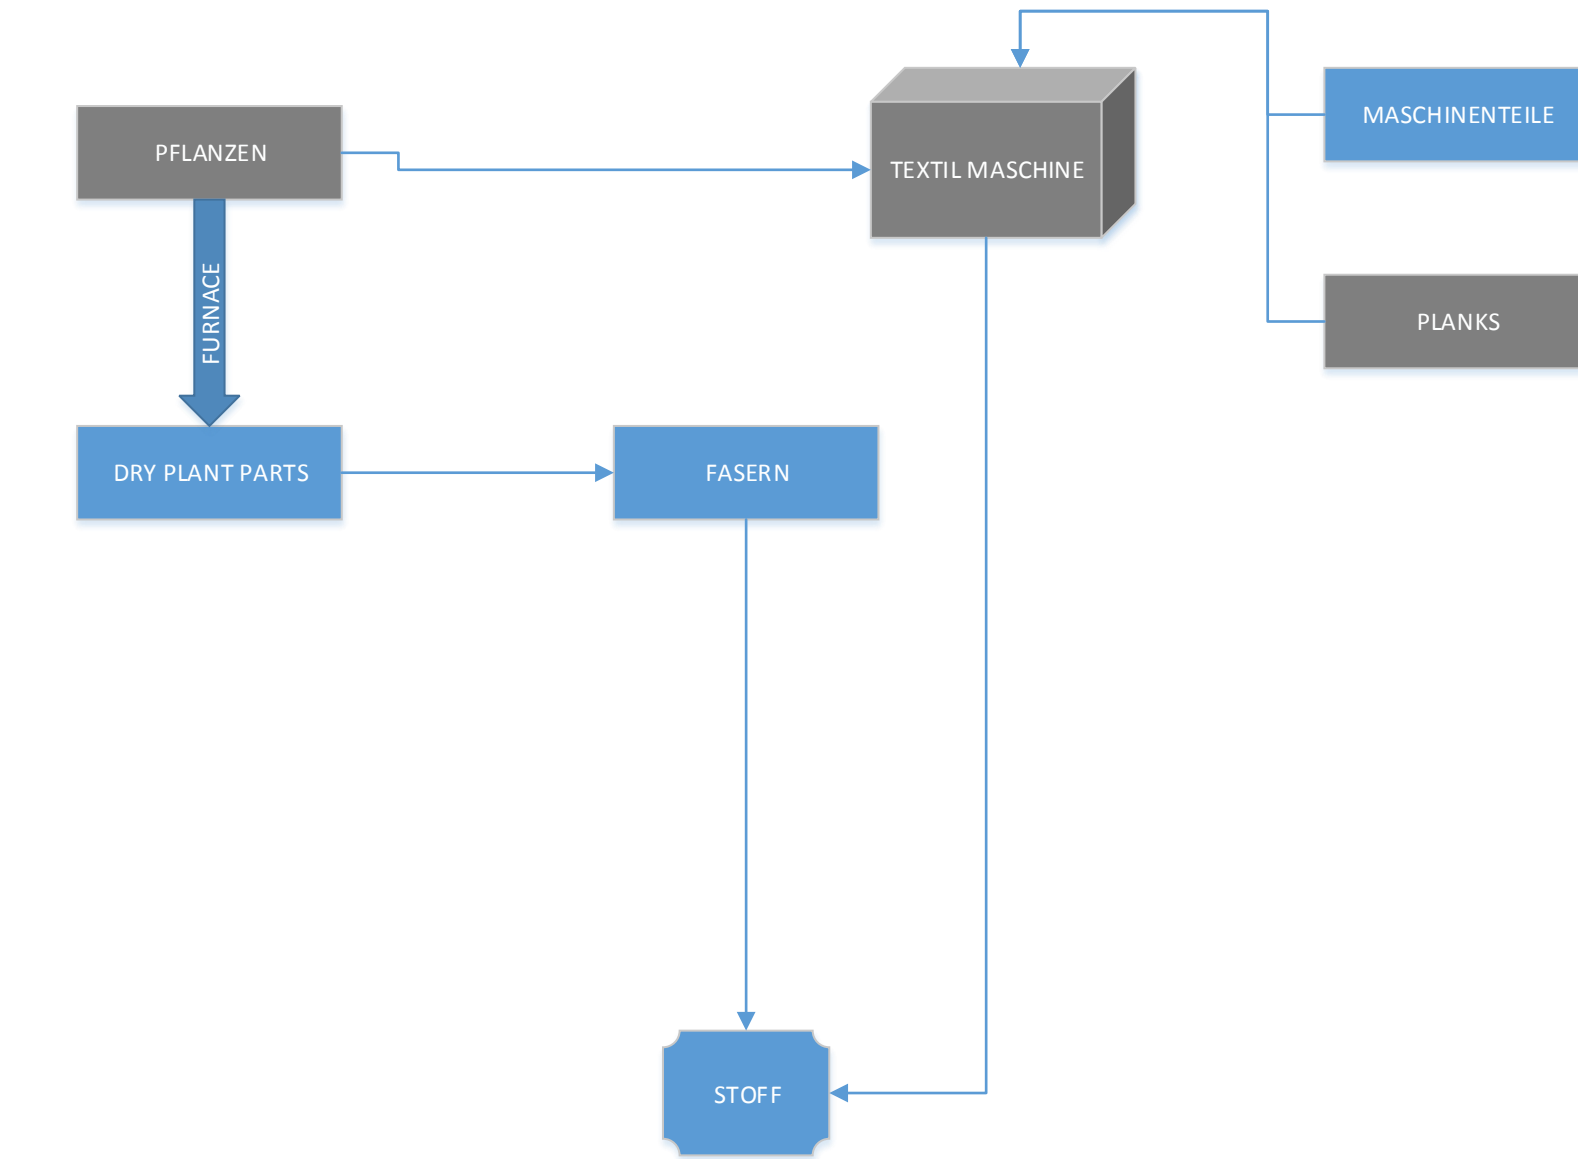 MASCHINENTEILE
PFLANZEN
TEXTIL MASCHINE
FURNACE
PLANKS
DRY PLANT PARTS
FASERN
STOFF